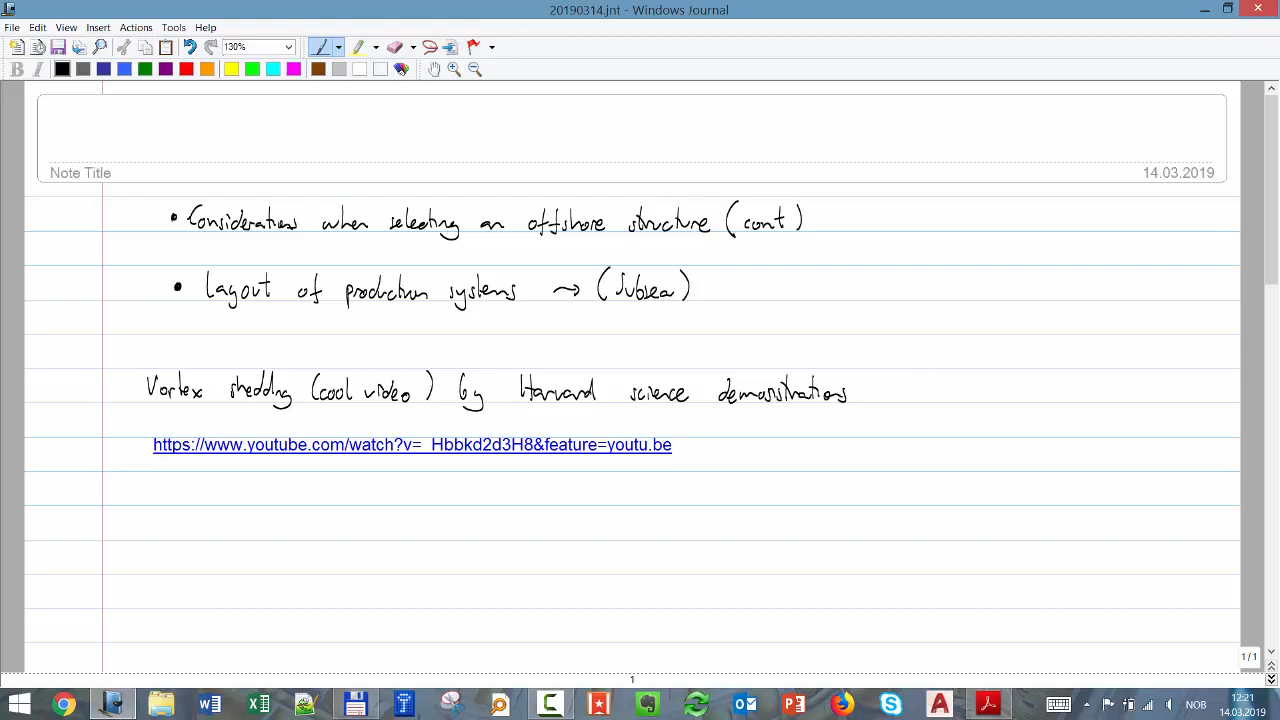 20190314.jnt - Windows Journal
File Edit View Insert Actions Tools Help
130%
B I
Note Title
14.03.2019
• Considerations when selecting an offshore structure (cont)
• Layout of production systems → (Subsea)
Vortex shedding (cool video) by Harvard science demonstrations
https://www.youtube.com/watch?v=_Hbbkd2d3H8&feature=youtu.be
1/1
1
NOB
12:21
14.03.2019